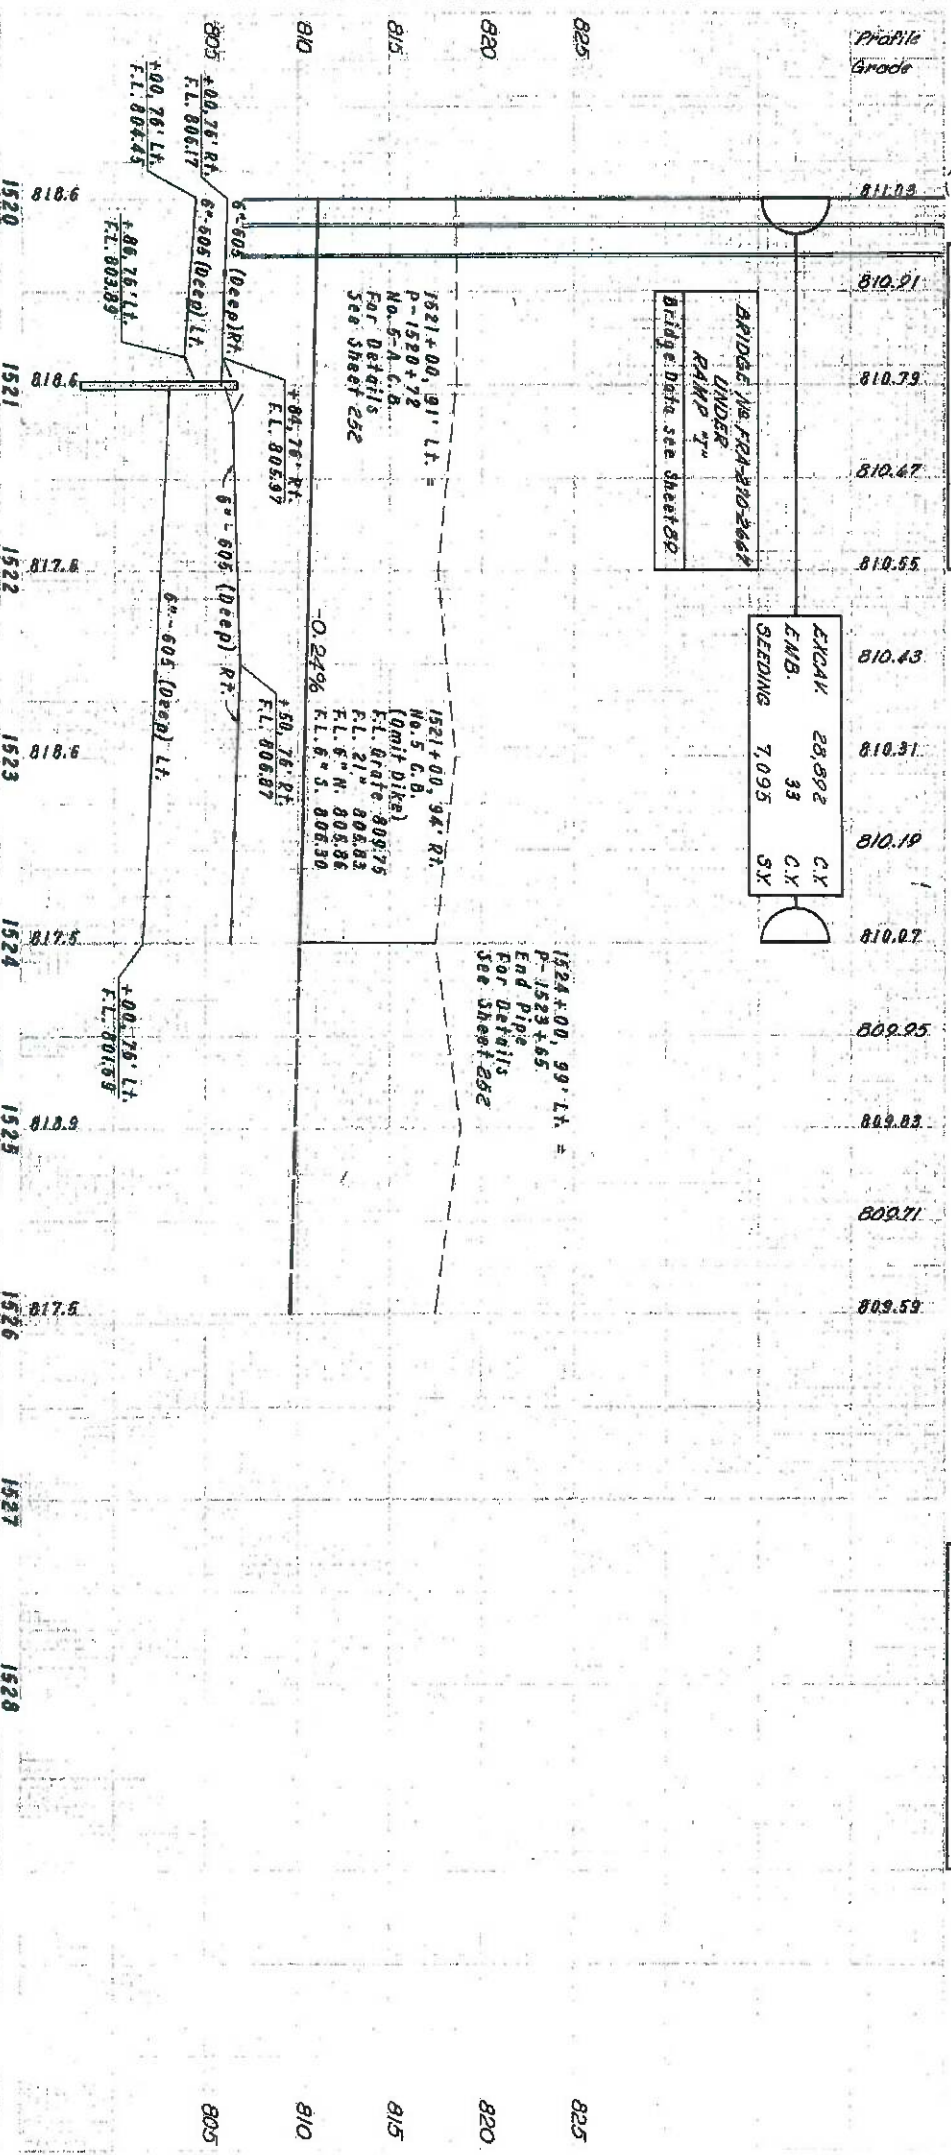 Profile
Grade
811.03
810.91
810.79
810.67
810.55
810.43
810.31
810.19
810.07
809.95
809.83
809.71
809.59
BRIDGE No.
UNDER
RAMP "I"
Bridge Data see Sheet 89
EXCAV. 28,892 C.Y.
EMB. 33 C.Y.
SEEDING 7,095 S.Y.
825
820
815
810
805
825
820
815
810
805
1521+00, 91' Lt. =
P-1520+72
No. 5-A C.B.
For Details
See Sheet 252
1521+00, 94' Rt.
No. 5 C.B.
(Omit Dike)
F.L. Grate 809.75
F.L. 21" 805.83
F.L. 6" N. 805.86
F.L. 6" S. 806.30
1524+00, 99' Lt. =
P-1523+65
End Pipe
For Details
See Sheet 252
-0.24%
+00, 76' Rt.
F.L. 806.17
+00, 76' Lt.
F.L. 804.45
6"-605 (Deep) Rt.
6"-605 (Deep) Lt.
+86, 76' Lt.
F.L. 803.89
+84, 76' Rt.
F.L. 805.97
6"-605 (Deep) Rt.
+50, 76' Rt.
F.L. 806.87
6"-605 (Deep) Lt.
+00, 76' Lt.
F.L. 801.69
818.6
818.6
817.6
818.6
817.5
818.9
817.5
1520
1521
1522
1523
1524
1525
1526
1527
1528